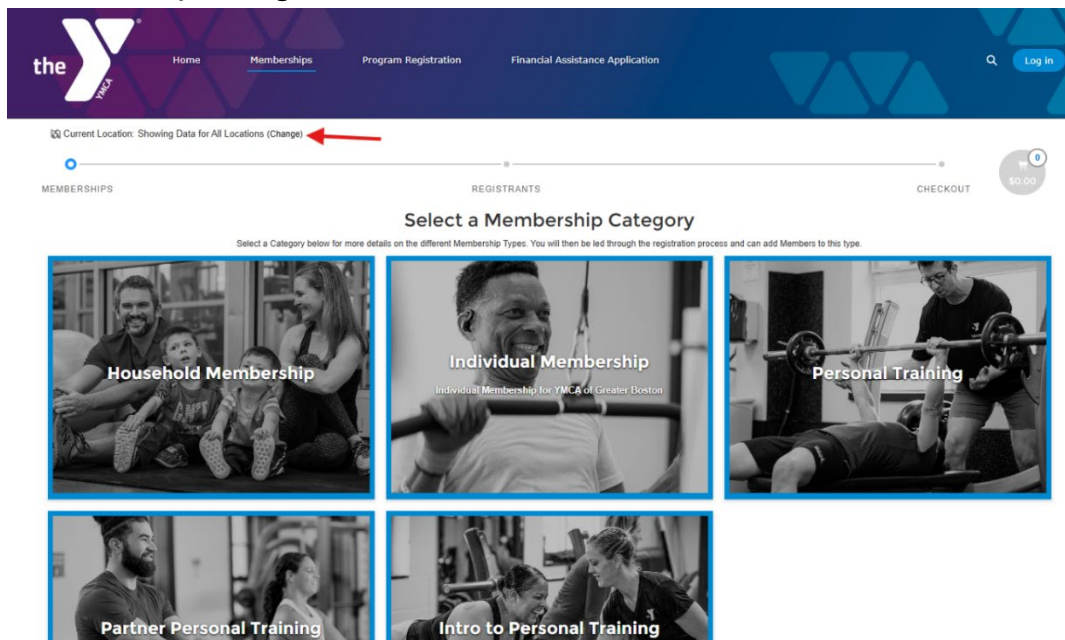 the
YMCA
Home Memberships Program Registration Financial Assistance Application Log in
Current Location: Showing Data for All Locations (Change)
0
$0.00
MEMBERSHIPS REGISTRANTS CHECKOUT
Select a Membership Category
Select a Category below for more details on the different Membership Types. You will then be led through the registration process and can add Members to this type.
Household Membership
Individual Membership
Individual Membership for YMCA of Greater Boston
Personal Training
Partner Personal Training
Intro to Personal Training